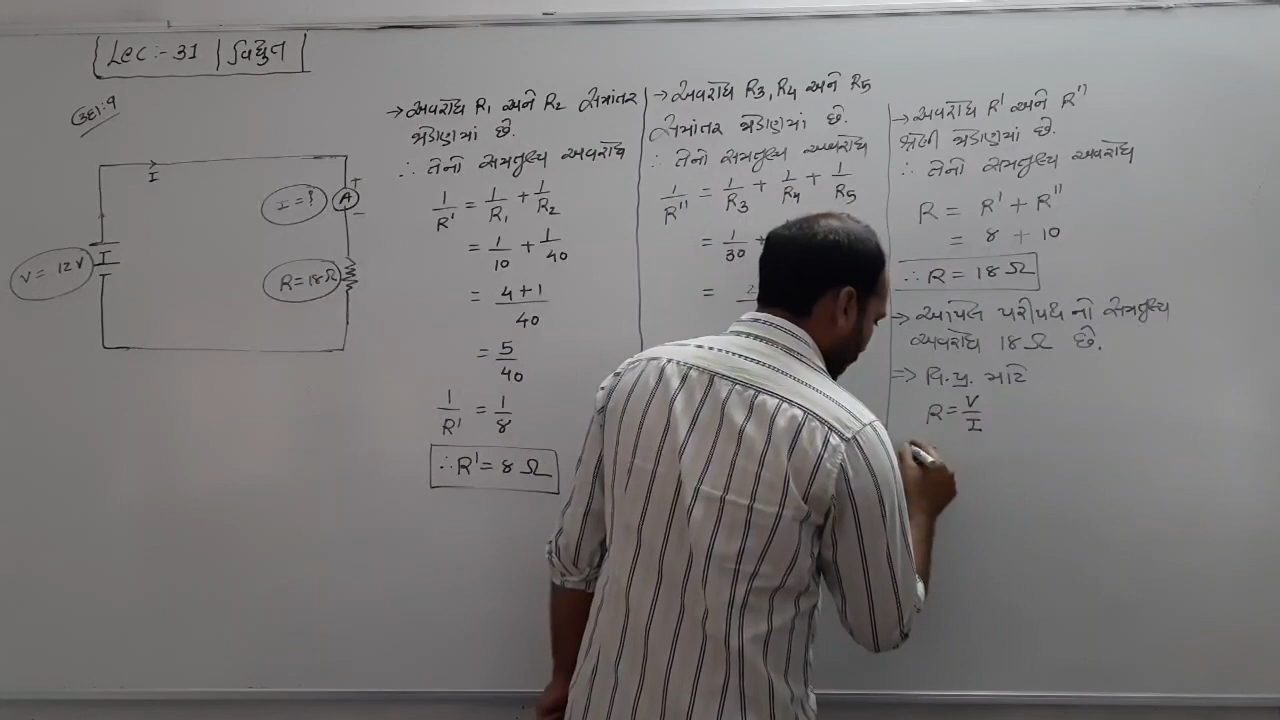 Lec:- 31 | વિદ્યુત
ઉદા:૧
I
I = ?
A
+
−
V = 12V
I
R = 18Ω
→ અવરોધ R₁ અને R₂ સમાંતર
જોડાણમાં છે.
∴ તેનો સમતુલ્ય અવરોધ
1/R' = 1/R₁ + 1/R₂
= 1/10 + 1/40
= 4+1/40
= 5/40
1/R' = 1/8
∴ R' = 8 Ω
→ અવરોધ R₃, R₄ અને R₅
સમાંતર જોડાણમાં છે.
∴ તેનો સમતુલ્ય અવરોધ
1/R'' = 1/R₃ + 1/R₄ + 1/R₅
= 1/30 +
=
→ અવરોધ R' અને R''
શ્રેણી જોડાણમાં છે.
∴ તેનો સમતુલ્ય અવરોધ
R = R' + R''
= 8 + 10
∴ R = 18 Ω
→ આપેલ પરીપથ નો સમતુલ્ય
અવરોધ 18 Ω છે.
⇒ વિ.પ્ર. માટે
R = V/I